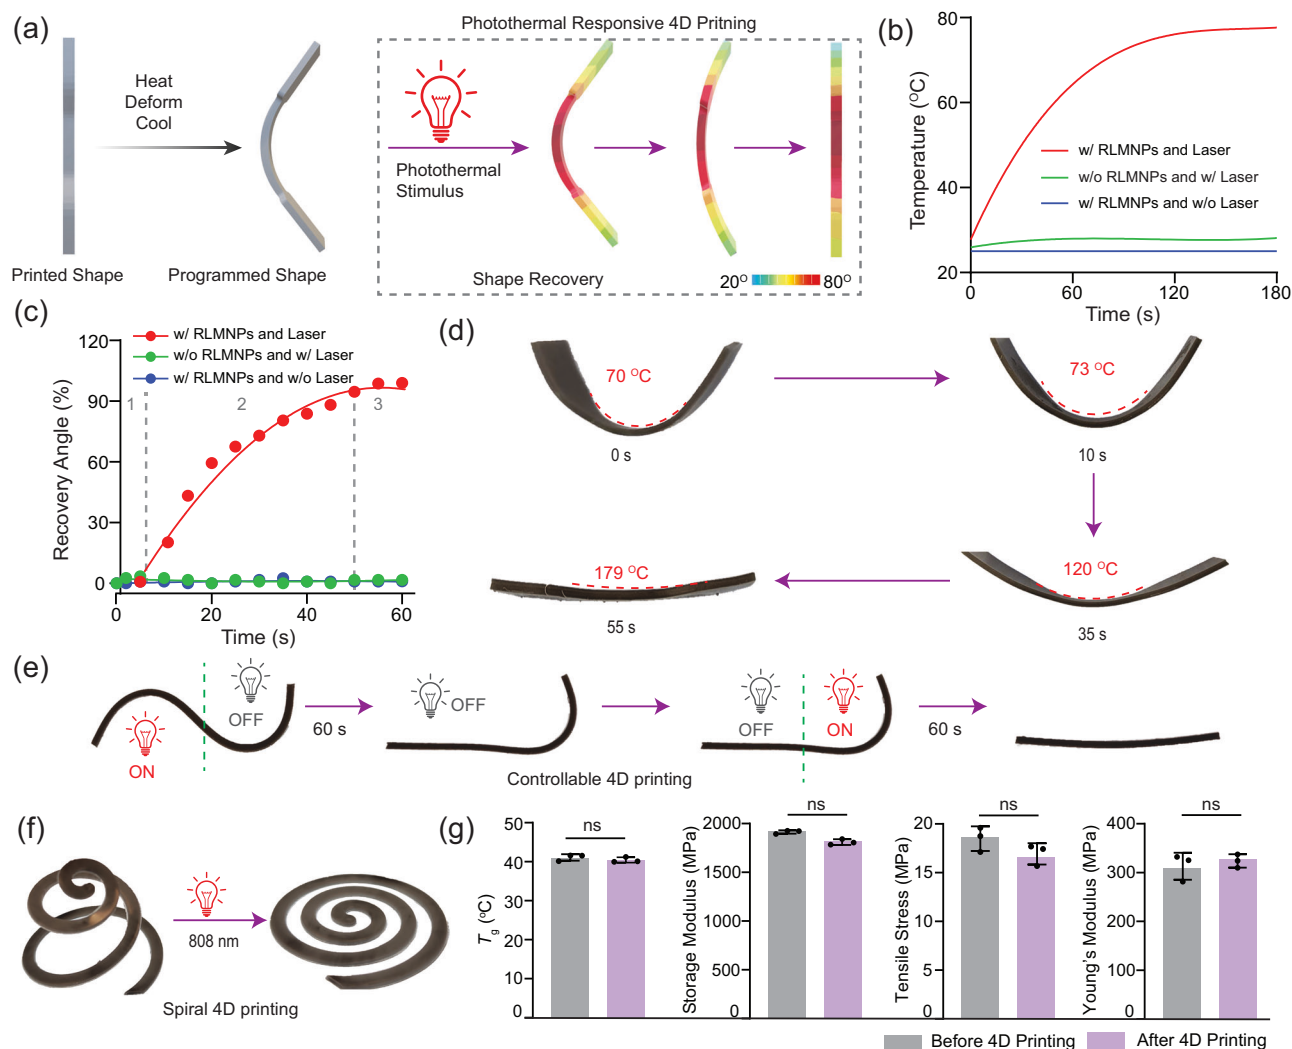 (a)
Photothermal Responsive 4D Pritning
Heat
Deform
Cool
Photothermal
Stimulus
Printed Shape
Programmed Shape
Shape Recovery
20°
80°
(b)
Temperature (°C)
80
60
40
20
w/ RLMNPs and Laser
w/o RLMNPs and w/ Laser
w/ RLMNPs and w/o Laser
0
60
120
180
Time (s)
(c)
w/ RLMNPs and Laser
w/o RLMNPs and w/ Laser
w/ RLMNPs and w/o Laser
Recovery Angle (%)
120
90
60
30
0
1
2
3
0
20
40
60
Time (s)
(d)
70 °C
0 s
73 °C
10 s
120 °C
35 s
179 °C
55 s
(e)
ON
OFF
60 s
OFF
OFF
ON
60 s
Controllable 4D printing
(f)
808 nm
Spiral 4D printing
(g)
Tg (°C)
50
40
30
20
10
0
ns
Storage Modulus (MPa)
2000
1500
1000
500
0
ns
Tensile Stress (MPa)
20
15
10
5
0
ns
Young's Modulus (MPa)
400
300
200
100
0
ns
Before 4D Printing
After 4D Printing